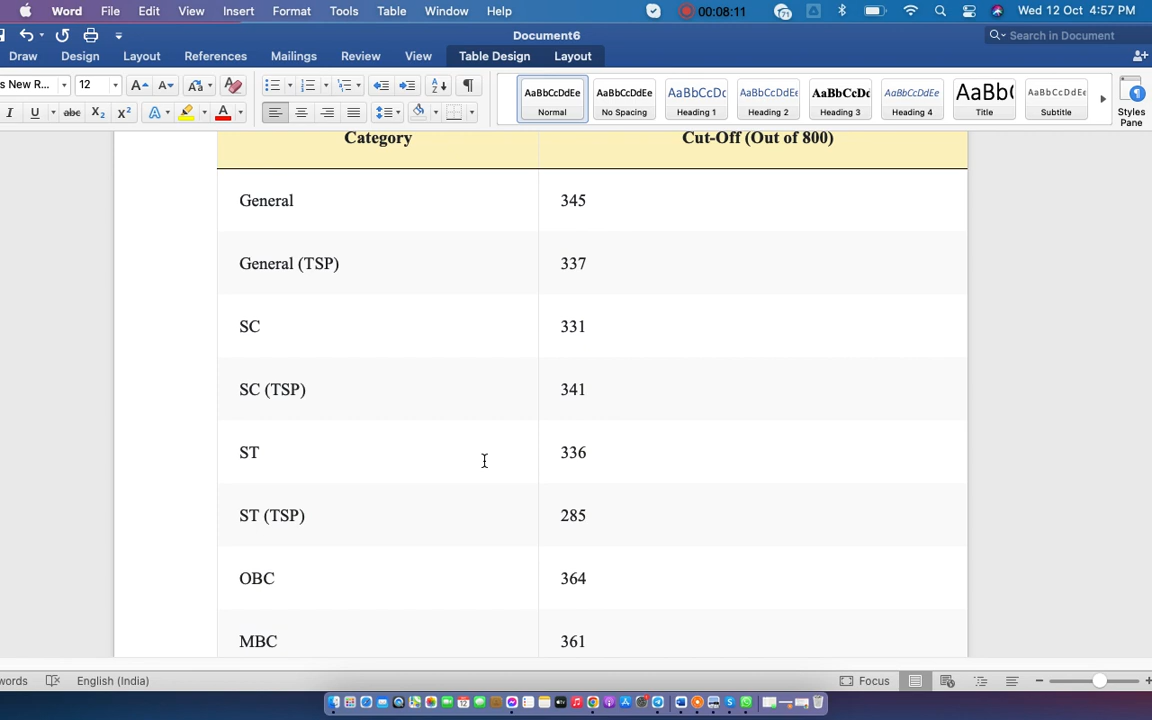 Word File Edit View Insert Format Tools Table Window Help 00:08:11 71 Wed 12 Oct 4:57 PM
Document6
Search in Document
Draw Design Layout References Mailings Review View Table Design Layout
s New R... 12
AaBbCcDdEe AaBbCcDdEe AaBbCcDc AaBbCcDdEe AaBbCcDc AaBbCcDdEe AaBb( AaBbCcDdEe
Normal No Spacing Heading 1 Heading 2 Heading 3 Heading 4 Title Subtitle
Styles
Pane
Category Cut-Off (Out of 800)
General 345
General (TSP) 337
SC 331
SC (TSP) 341
ST 336
ST (TSP) 285
OBC 364
MBC 361
words English (India) Focus